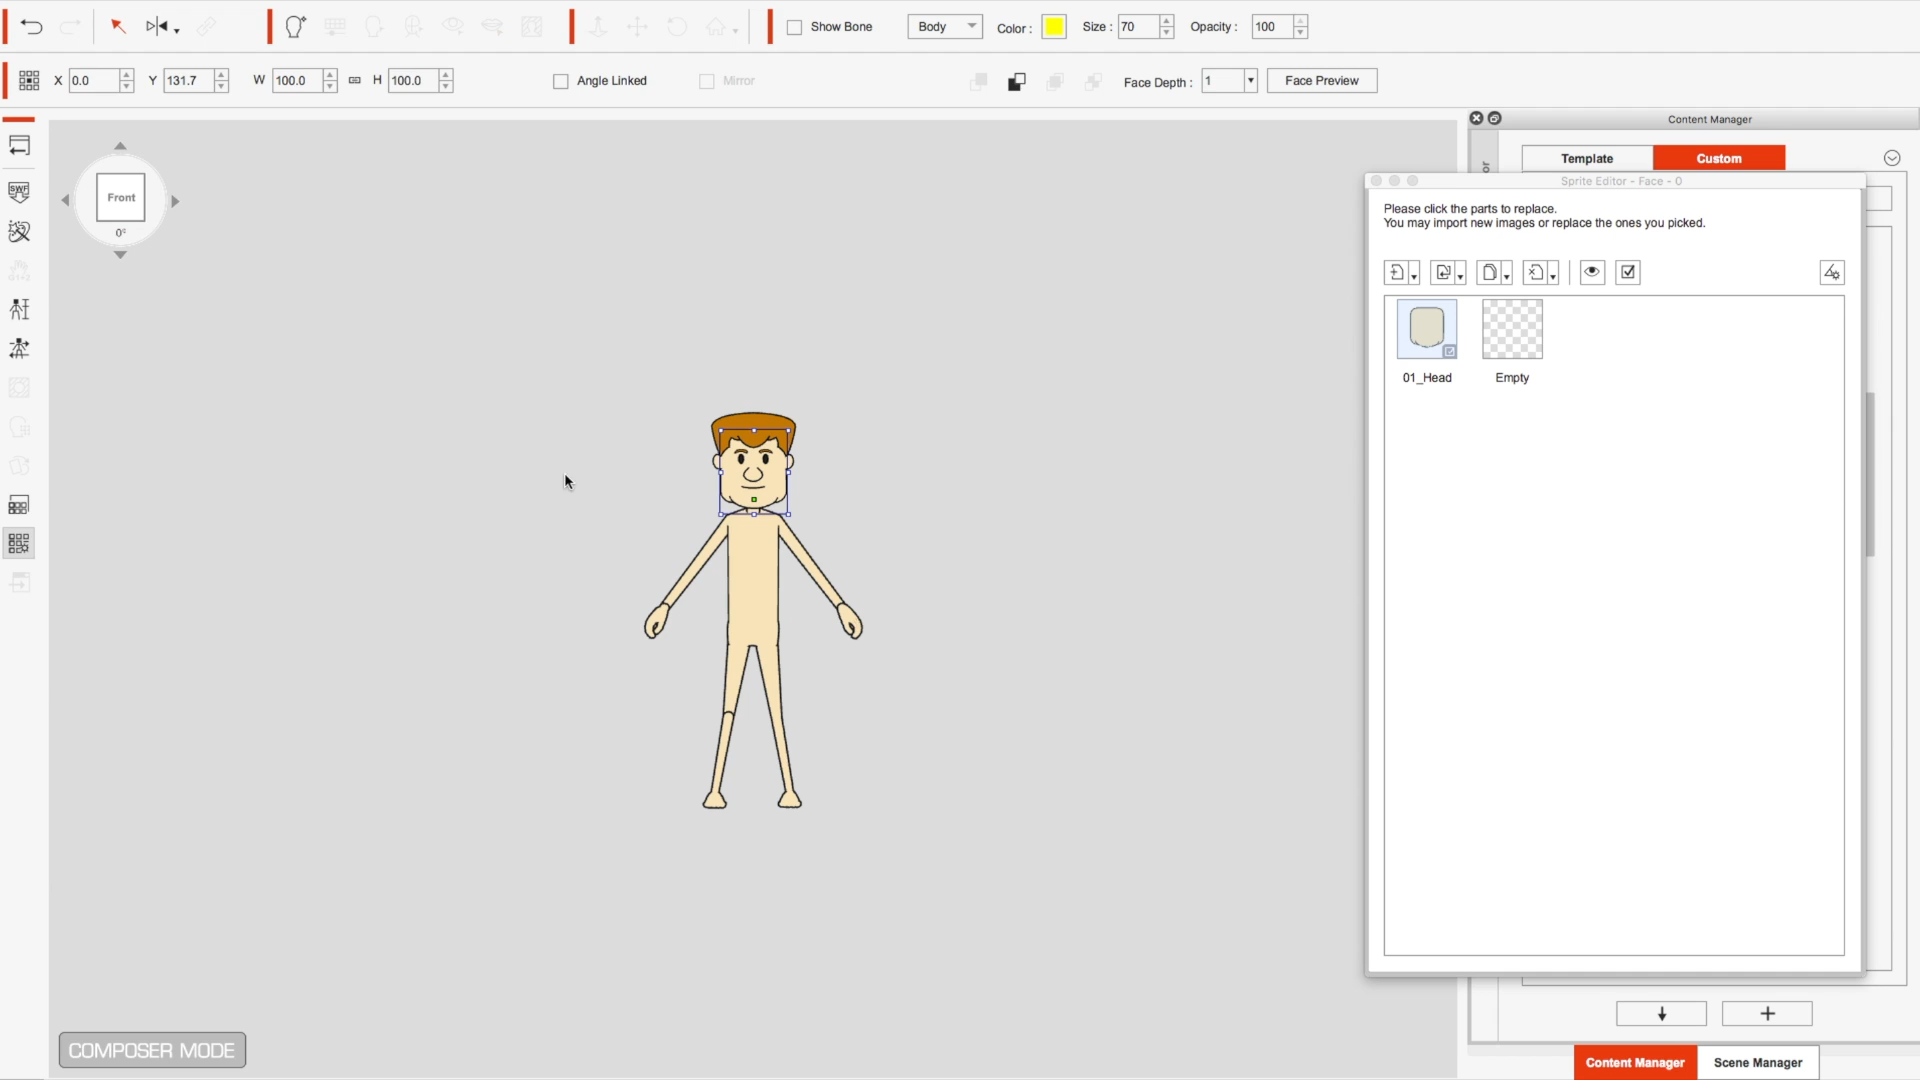 Show Bone Body Color : Size : 70 Opacity : 100
X 0.0 Y 131.7 W 100.0 H 100.0 Angle Linked Mirror Face Depth : 1 Face Preview
Content Manager
Template Custom
Sprite Editor - Face - 0
Please click the parts to replace.
You may import new images or replace the ones you picked.
SWF
Front
0°
01_Head Empty
COMPOSER MODE
Content Manager Scene Manager